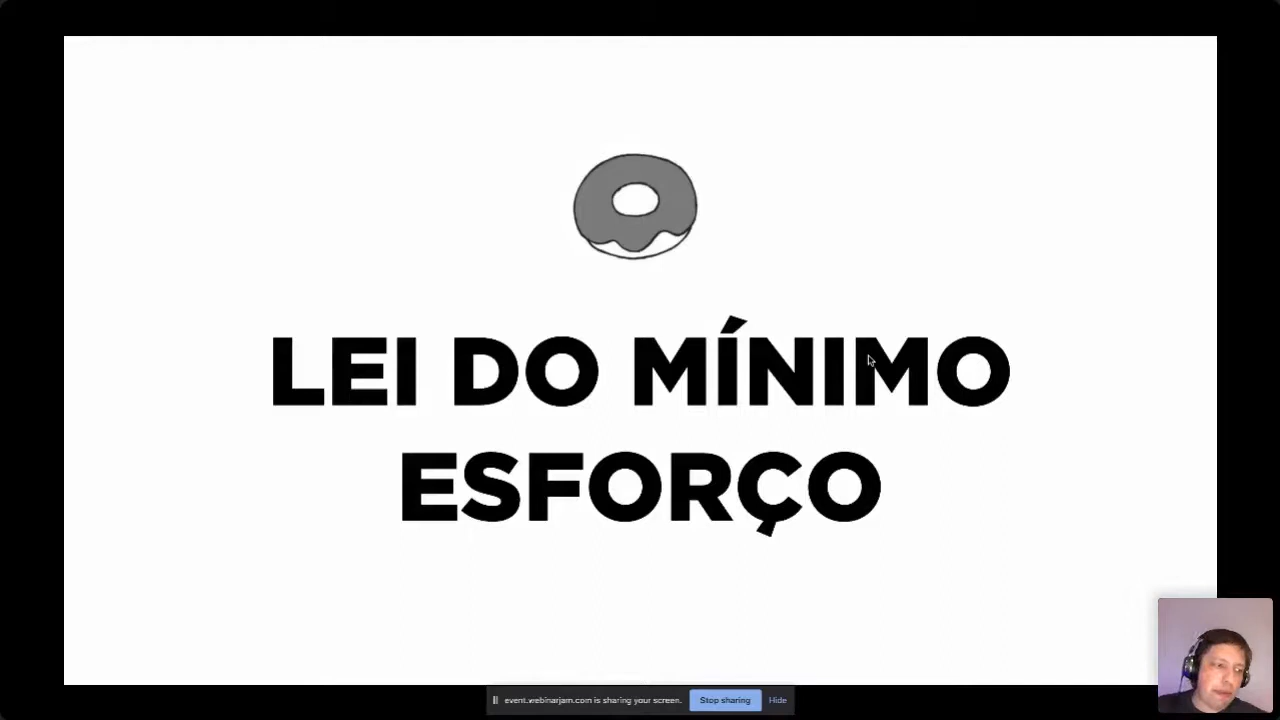 LEI DO MÍNIMO
ESFORÇO
event.webinarjam.com is sharing your screen. Stop sharing Hide